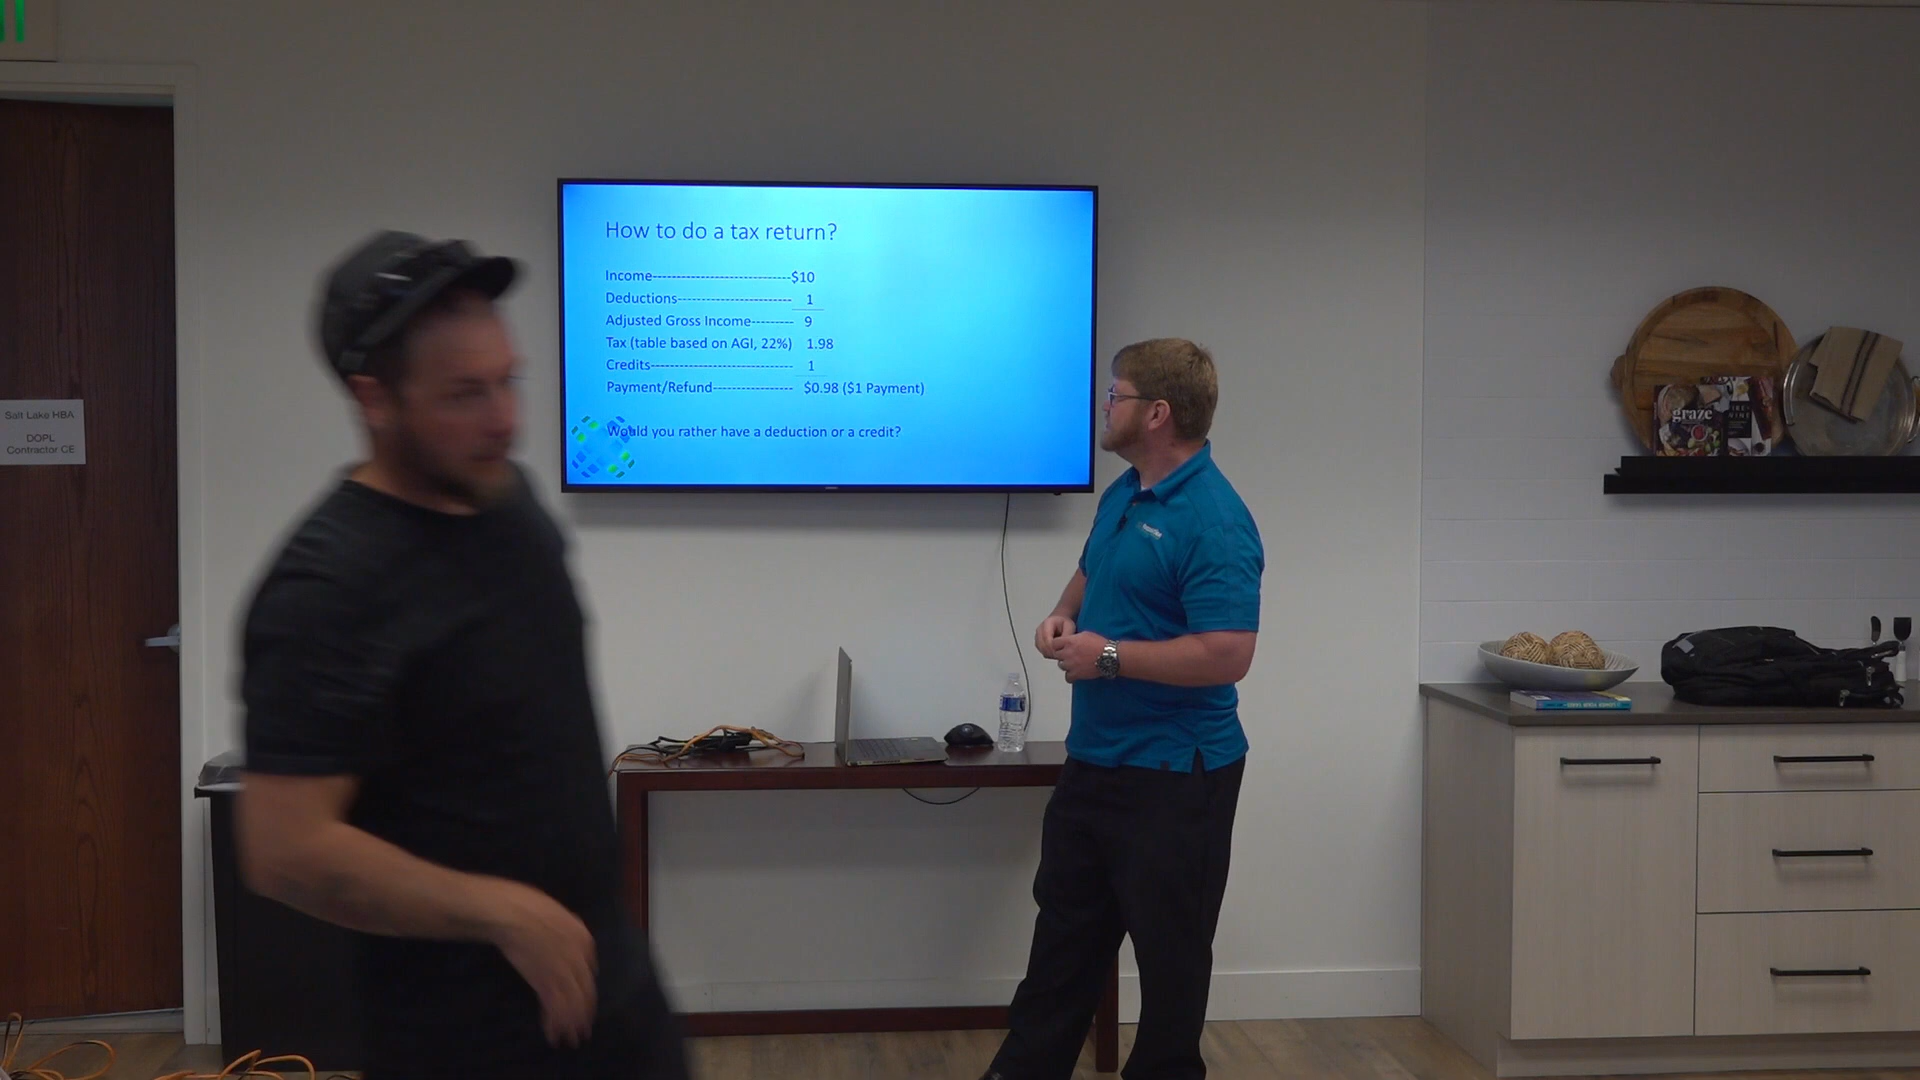 Salt Lake HBA
DOPL
Contractor CE
How to do a tax return?
Income----------------------------$10
Deductions----------------------- 1
Adjusted Gross Income--------- 9
Tax (table based on AGI, 22%) 1.98
Credits----------------------------- 1
Payment/Refund---------------- $0.98 ($1 Payment)
Would you rather have a deduction or a credit?
graze